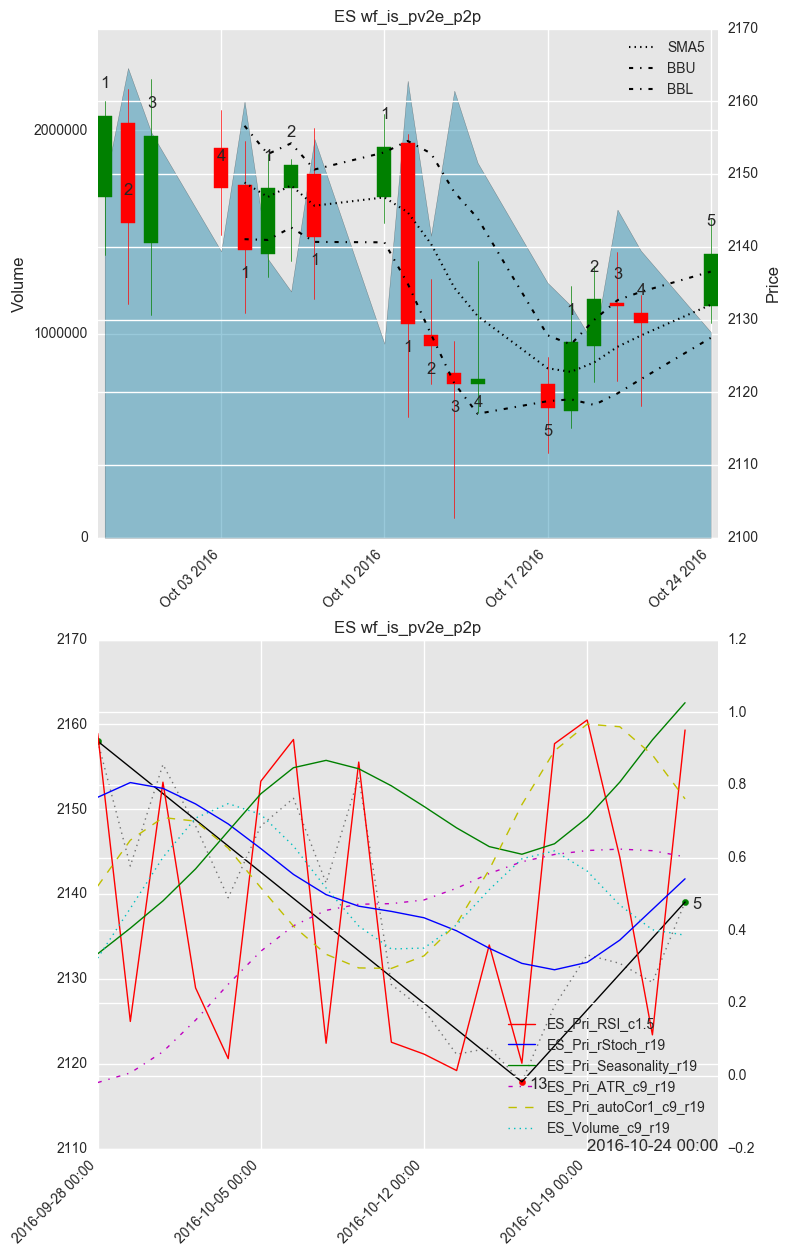 ES wf_is_pv2e_p2p
2170
SMA5
BBU
BBL
1 2 3 4 1 1 2 1 1 1 2 3 4 5 1 2 3 4 5
2000000
1000000
0
Volume
2160
2150
2140
2130
2120
2110
2100
Price
Oct 03 2016
Oct 10 2016
Oct 17 2016
Oct 24 2016
ES wf_is_pv2e_p2p
2170
2160
2150
2140
2130
2120
2110
1.2
1.0
0.8
0.6
0.4
0.2
0.0
−0.2
5
13
ES_Pri_RSI_c1.5
ES_Pri_rStoch_r19
ES_Pri_Seasonality_r19
ES_Pri_ATR_c9_r19
ES_Pri_autoCor1_c9_r19
ES_Volume_c9_r19
2016-10-24 00:00
2016-09-28 00:00
2016-10-05 00:00
2016-10-12 00:00
2016-10-19 00:00